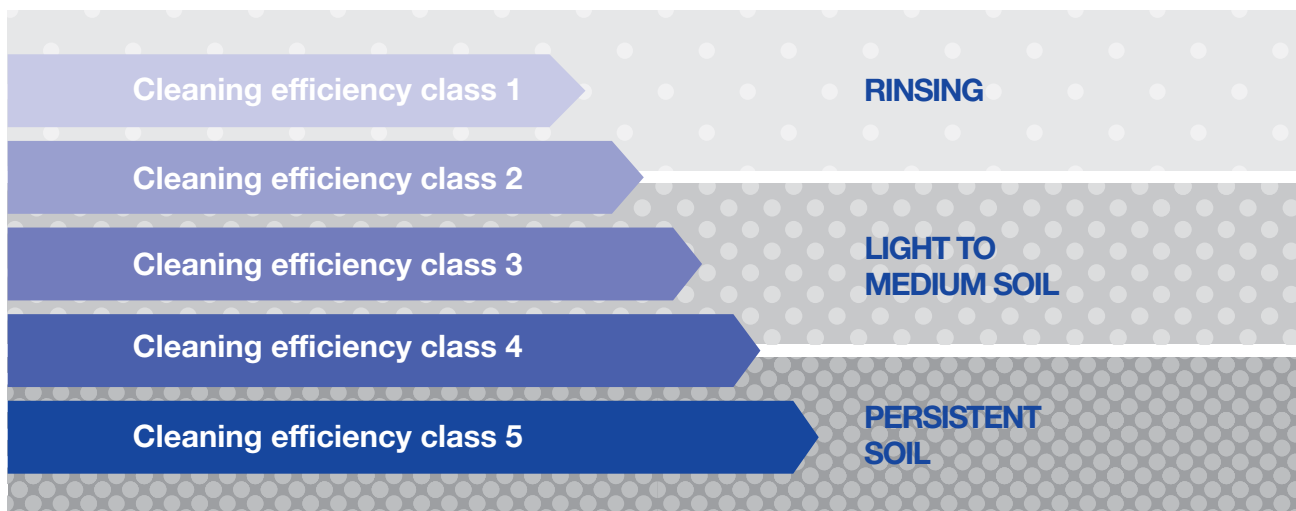 Cleaning efficiency class 1
RINSING
Cleaning efficiency class 2
Cleaning efficiency class 3
LIGHT TO
MEDIUM SOIL
Cleaning efficiency class 4
Cleaning efficiency class 5
PERSISTENT
SOIL